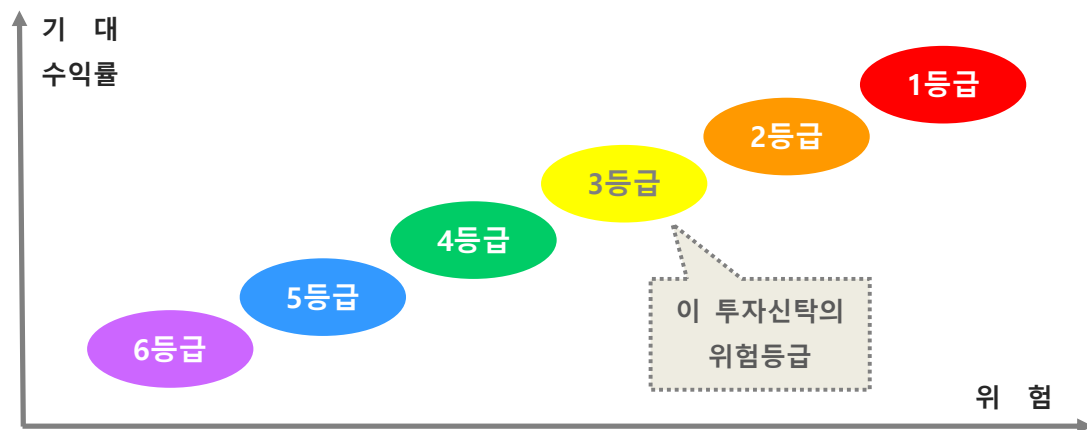 기 대
수익률
1등급
2등급
3등급
4등급
5등급
6등급
이 투자신탁의
위험등급
위 험